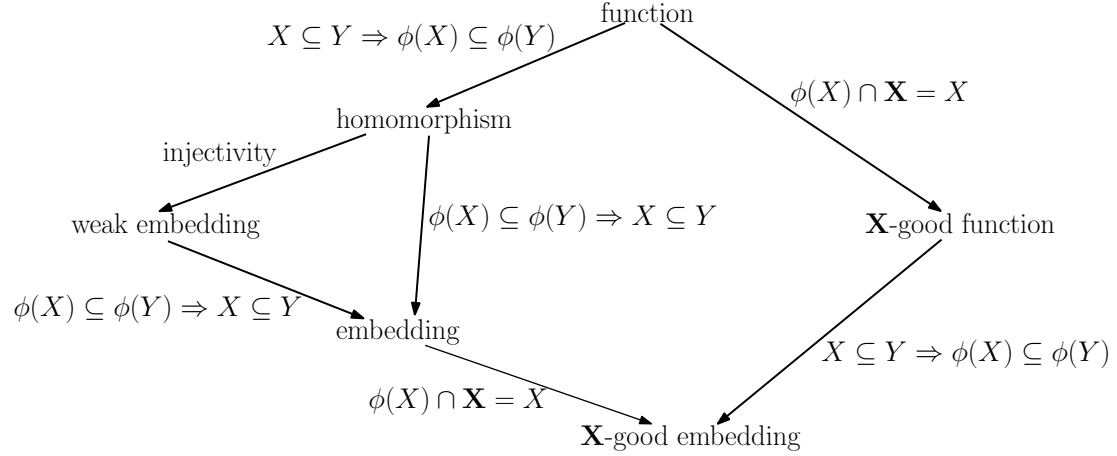 function
X ⊆ Y ⇒ ϕ(X) ⊆ ϕ(Y)
ϕ(X) ∩ 𝐗 = X
homomorphism
injectivity
ϕ(X) ⊆ ϕ(Y) ⇒ X ⊆ Y
weak embedding
𝐗-good function
ϕ(X) ⊆ ϕ(Y) ⇒ X ⊆ Y
embedding
X ⊆ Y ⇒ ϕ(X) ⊆ ϕ(Y)
ϕ(X) ∩ 𝐗 = X
𝐗-good embedding